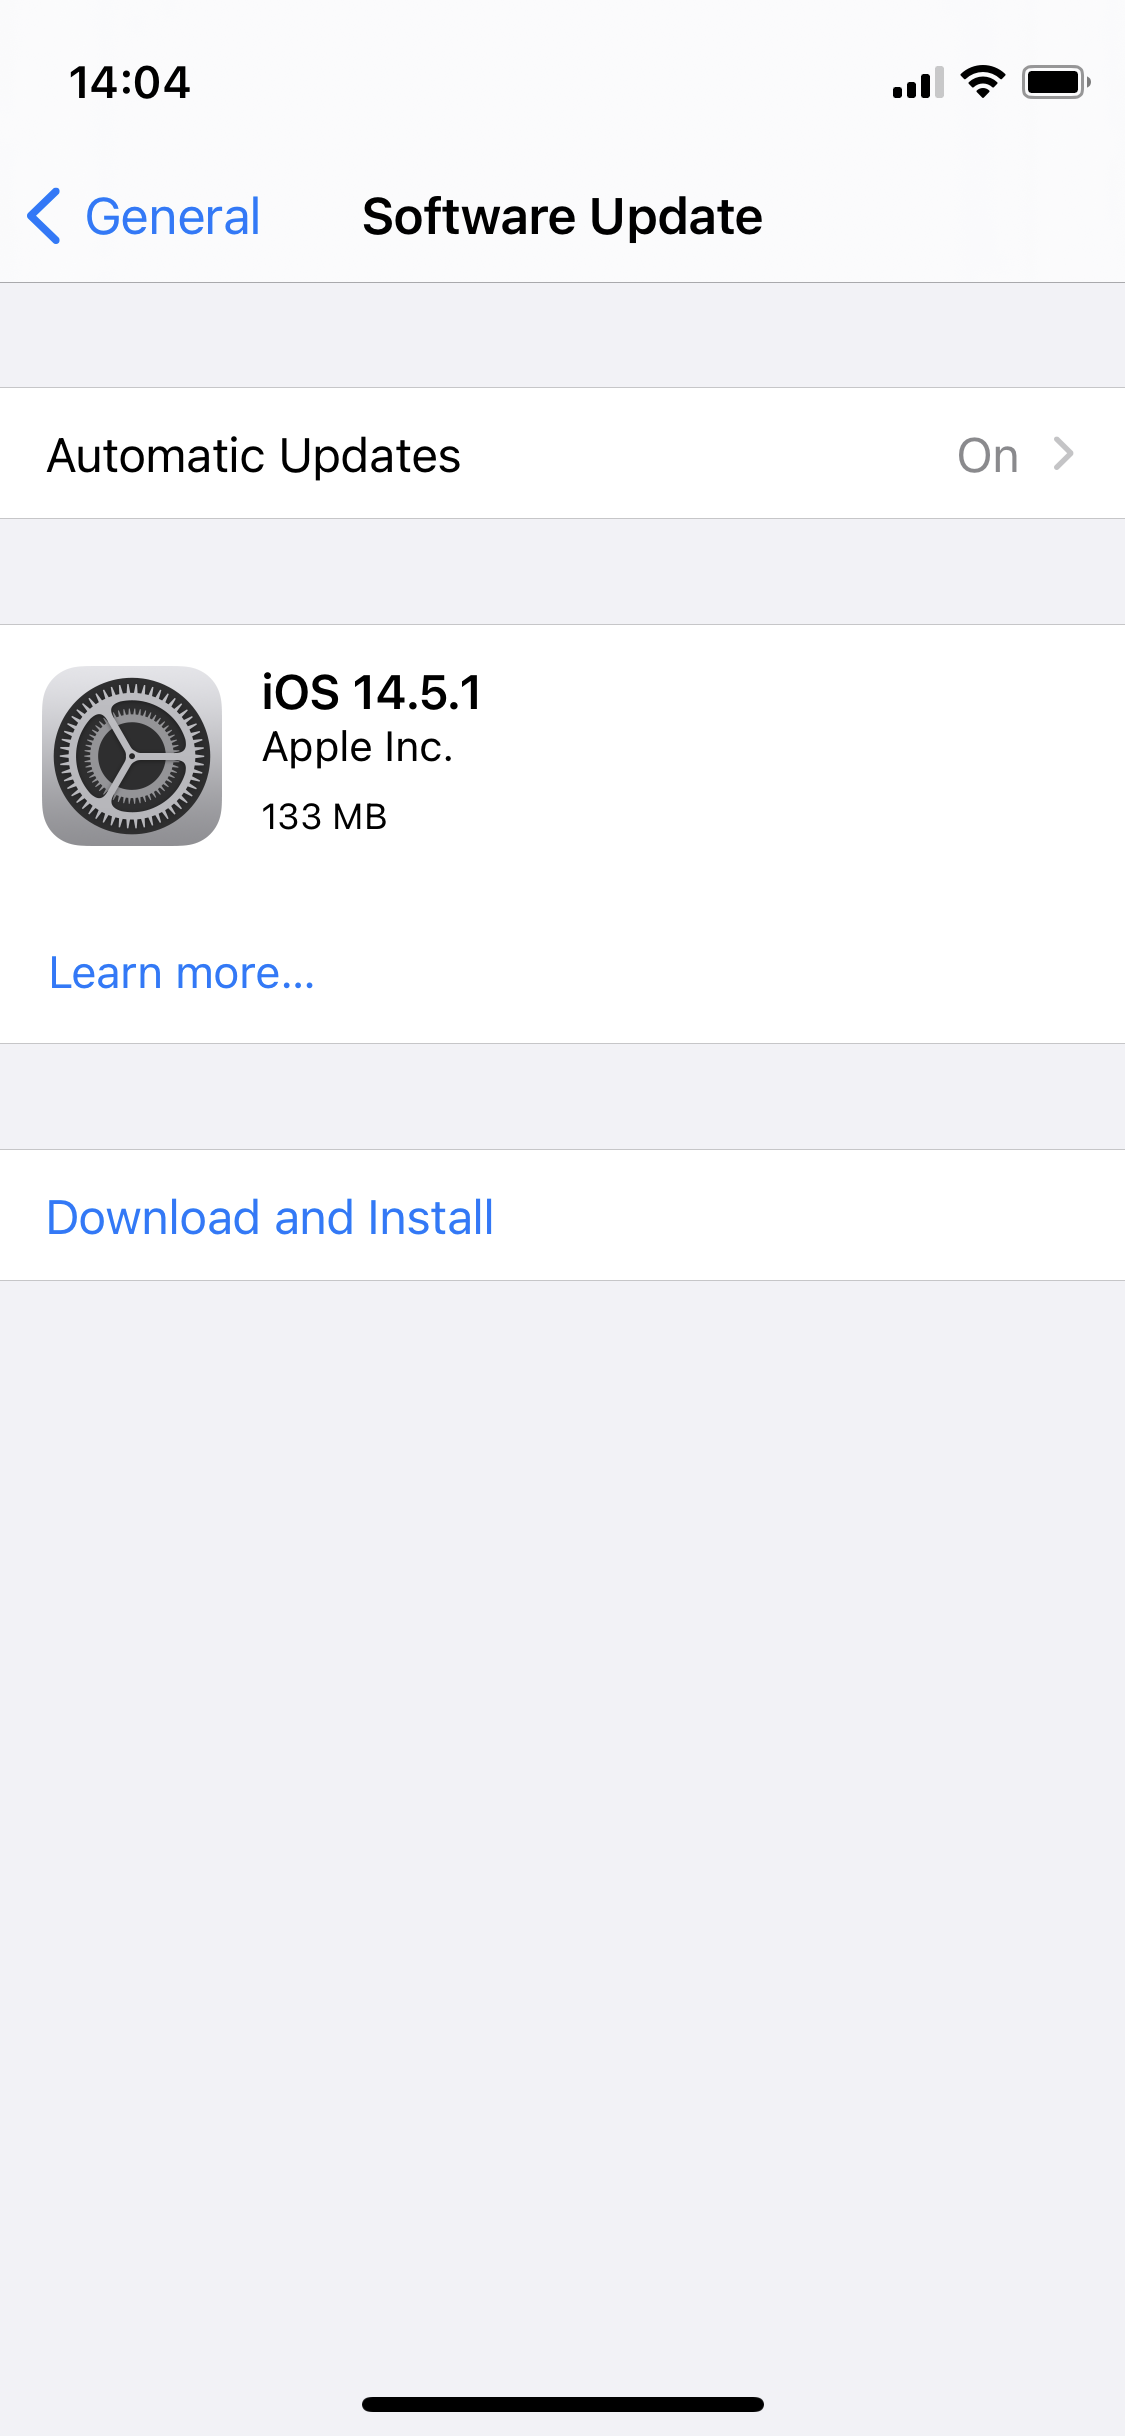 14:04
General
Software Update
Automatic Updates On
iOS 14.5.1
Apple Inc.
133 MB
Learn more...
Download and Install